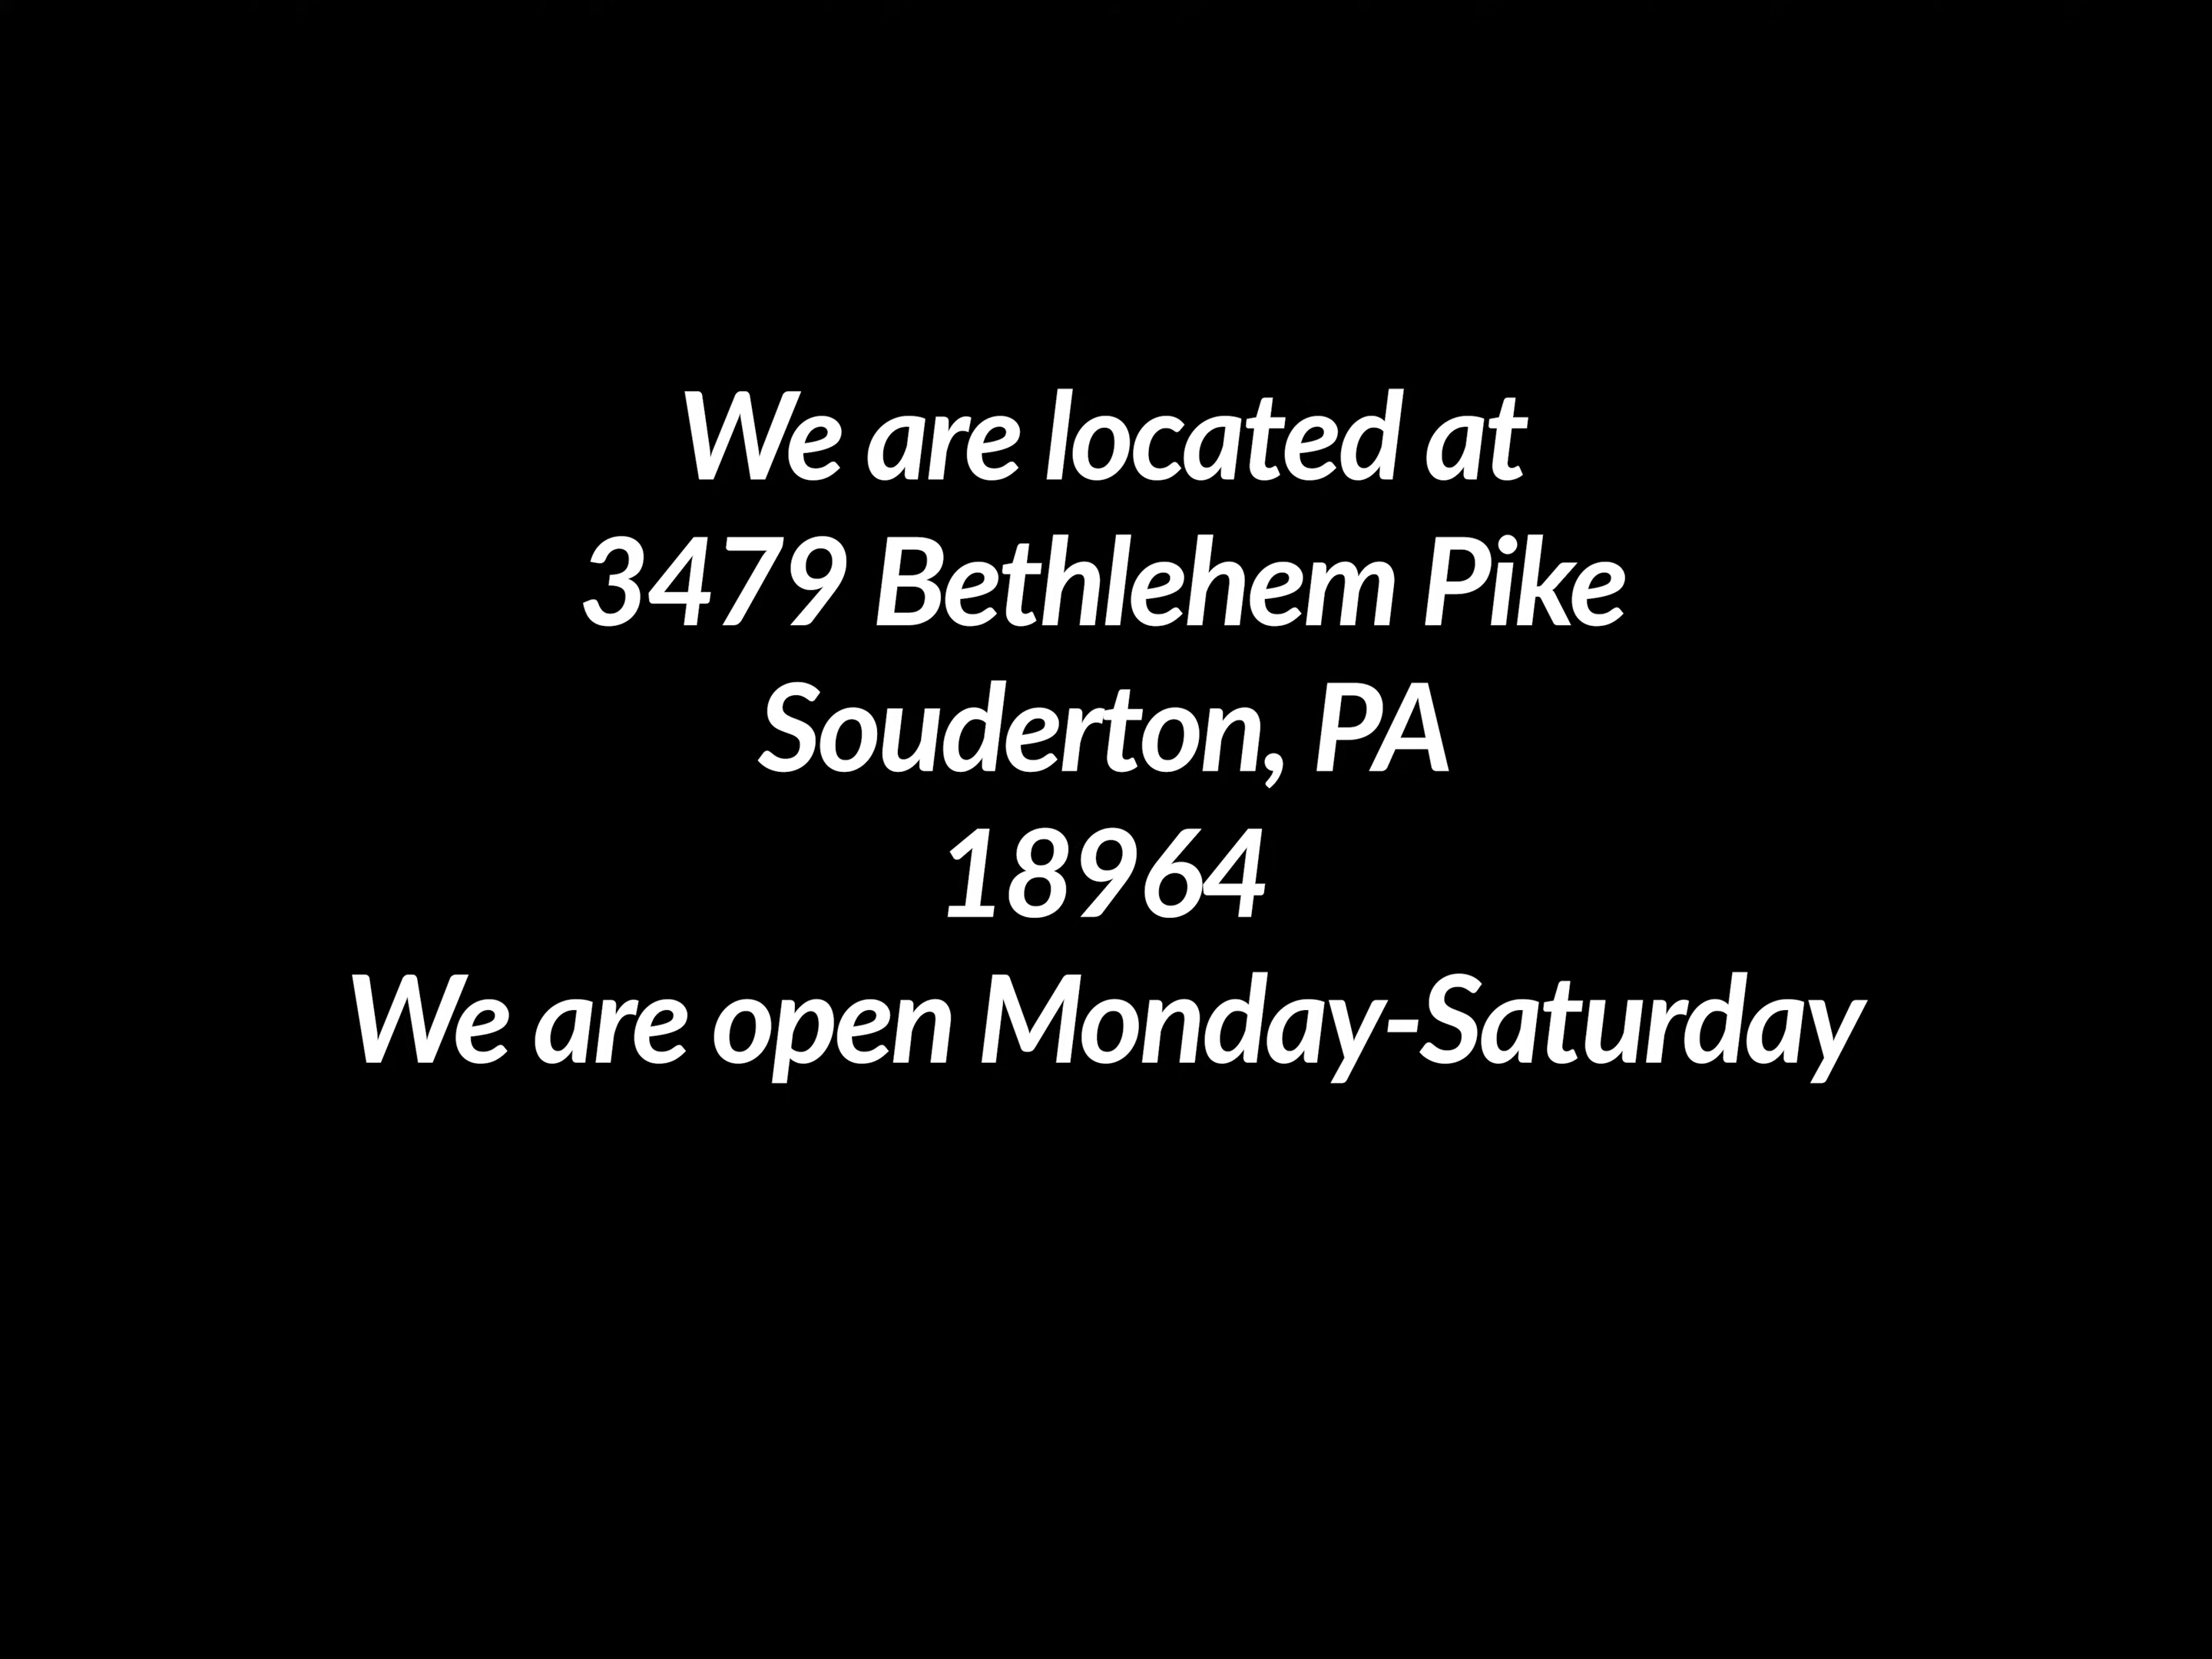 We are located at
3479 Bethlehem Pike
Souderton, PA
18964
We are open Monday-Saturday